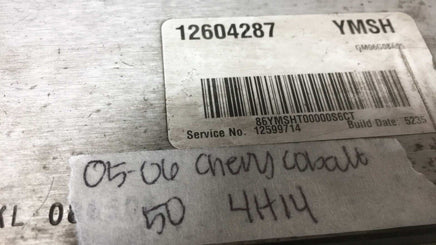 12604287 YMSH
86YMSHT00000S6CT
Service No. 12599714 Build Date: 5235
05-06 Chevy Cobalt
50 4H14